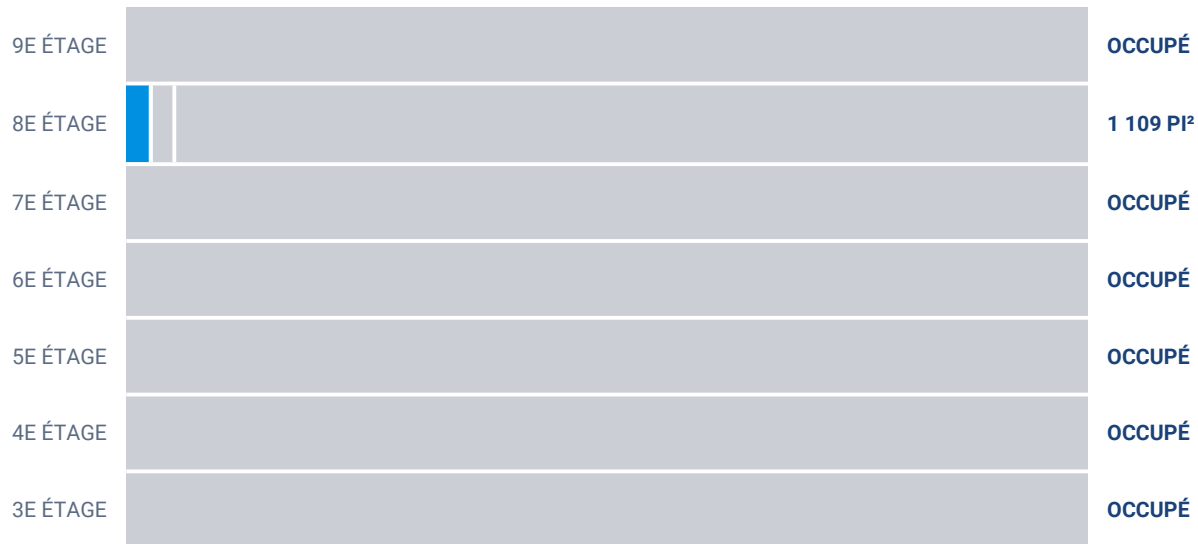 9E ÉTAGE OCCUPÉ
8E ÉTAGE 1 109 PI²
7E ÉTAGE OCCUPÉ
6E ÉTAGE OCCUPÉ
5E ÉTAGE OCCUPÉ
4E ÉTAGE OCCUPÉ
3E ÉTAGE OCCUPÉ